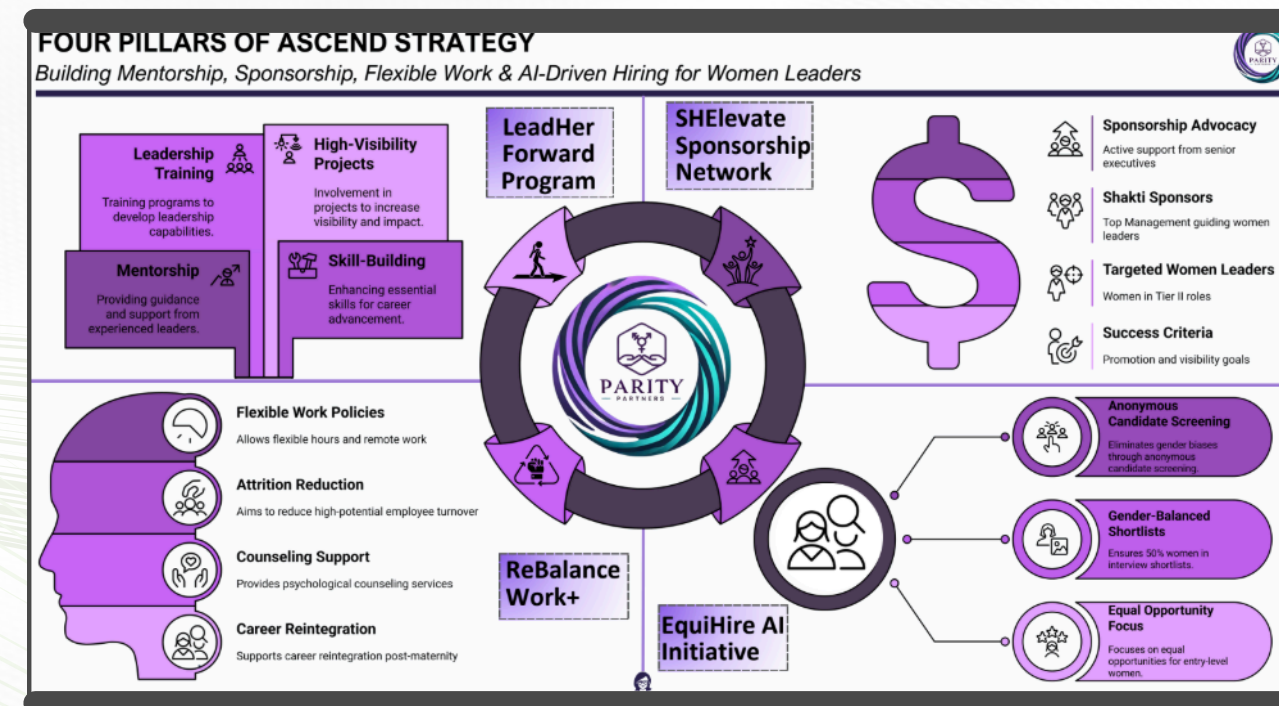 FOUR PILLARS OF ASCEND STRATEGY
Building Mentorship, Sponsorship, Flexible Work & AI-Driven Hiring for Women Leaders
PARITY
Leadership
Training
Training programs to
develop leadership
capabilities.
High-Visibility
Projects
Involvement in
projects to increase
visibility and impact.
Mentorship
Providing guidance
and support from
experienced leaders.
Skill-Building
Enhancing essential
skills for career
advancement.
LeadHer
Forward
Program
SHElevate
Sponsorship
Network
Sponsorship Advocacy
Active support from senior
executives
Shakti Sponsors
Top Management guiding women
leaders
Targeted Women Leaders
Women in Tier II roles
Success Criteria
Promotion and visibility goals
PARITY
PARTNERS
Flexible Work Policies
Allows flexible hours and remote work
Attrition Reduction
Aims to reduce high-potential employee turnover
Counseling Support
Provides psychological counseling services
Career Reintegration
Supports career reintegration post-maternity
ReBalance
Work+
EquiHire AI
Initiative
Anonymous
Candidate Screening
Eliminates gender biases
through anonymous
candidate screening.
Gender-Balanced
Shortlists
Ensures 50% women in
interview shortlists.
Equal Opportunity
Focus
Focuses on equal
opportunities for entry-level
women.